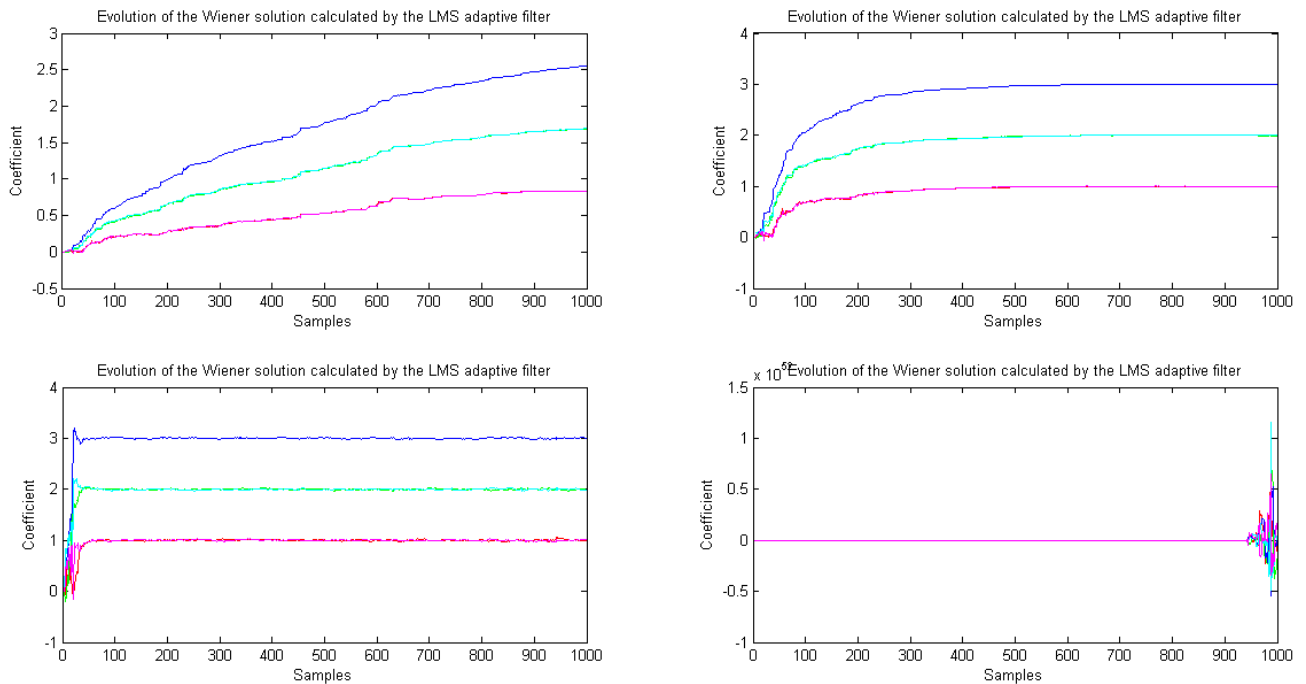 Evolution of the Wiener solution calculated by the LMS adaptive filter
3
2.5
2
1.5
1
0.5
0
-0.5
Coefficient
0 100 200 300 400 500 600 700 800 900 1000
Samples
Evolution of the Wiener solution calculated by the LMS adaptive filter
4
3
2
1
0
-1
Coefficient
0 100 200 300 400 500 600 700 800 900 1000
Samples
Evolution of the Wiener solution calculated by the LMS adaptive filter
4
3
2
1
0
-1
Coefficient
0 100 200 300 400 500 600 700 800 900 1000
Samples
Evolution of the Wiener solution calculated by the LMS adaptive filter
x 10
1.5
1
0.5
0
-0.5
-1
Coefficient
0 100 200 300 400 500 600 700 800 900 1000
Samples